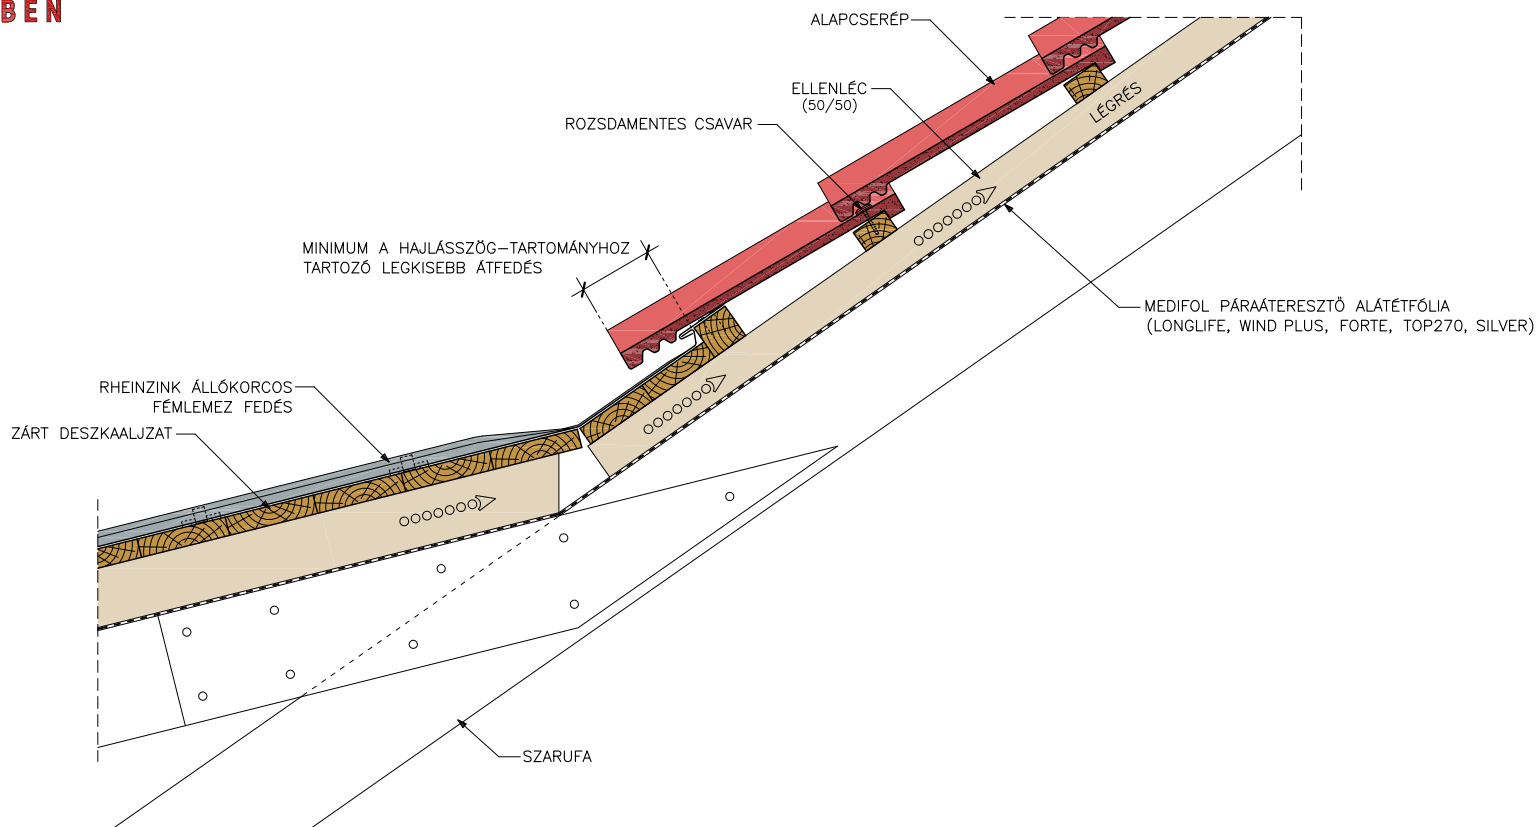 BEN
ALAPCSERÉP
ELLENLÉC
(50/50)
LÉGRÉS
ROZSDAMENTES CSAVAR
MINIMUM A HAJLÁSSZÖG-TARTOMÁNYHOZ
TARTOZÓ LEGKISEBB ÁTFEDÉS
MEDIFOL PÁRAÁTERESZTŐ ALÁTÉTFÓLIA
(LONGLIFE, WIND PLUS, FORTE, TOP270, SILVER)
RHEINZINK ÁLLÓKORCOS
FÉMLEMEZ FEDÉS
ZÁRT DESZKAALJZAT
SZARUFA